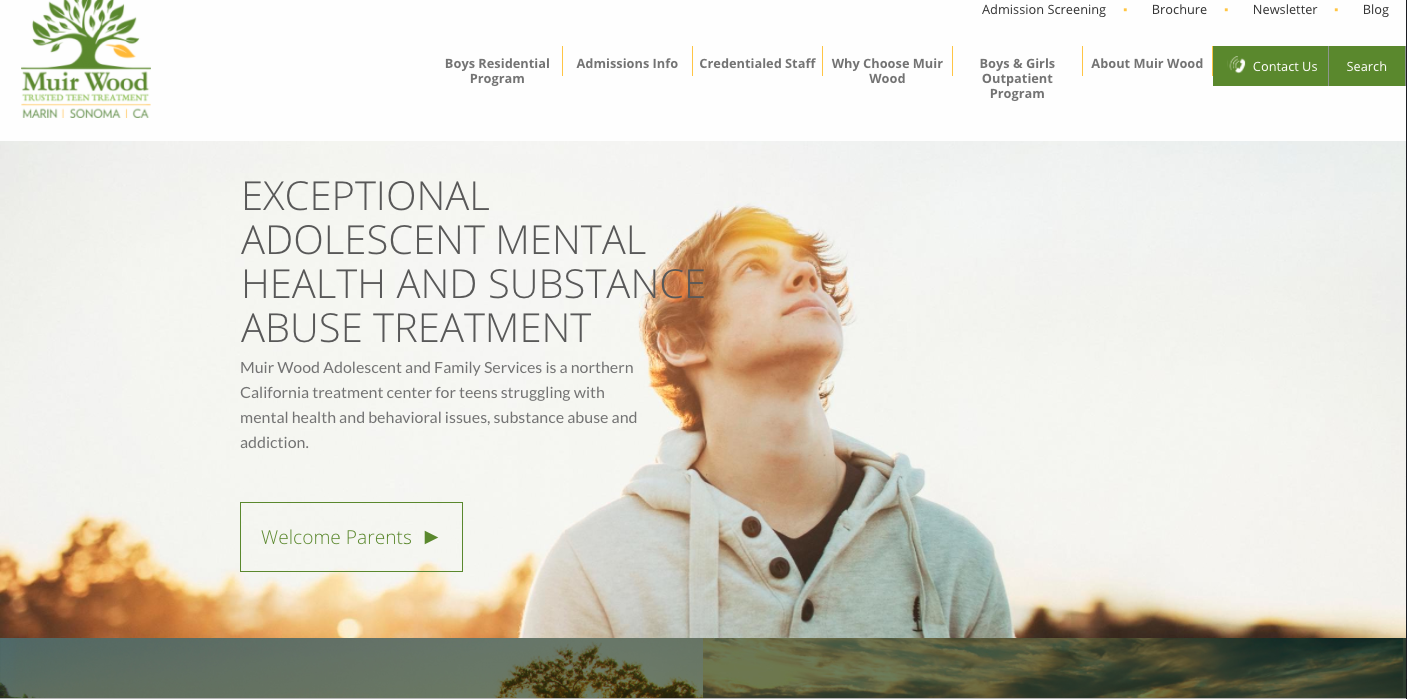 Admission Screening
Brochure
Newsletter
Blog
Muir Wood
TRUSTED TEEN TREATMENT
MARIN | SONOMA | CA
Boys Residential
Program
Admissions Info
Credentialed Staff
Why Choose Muir
Wood
Boys & Girls
Outpatient
Program
About Muir Wood
Contact Us
Search
EXCEPTIONAL
ADOLESCENT MENTAL
HEALTH AND SUBSTANCE
ABUSE TREATMENT
Muir Wood Adolescent and Family Services is a northern
California treatment center for teens struggling with
mental health and behavioral issues, substance abuse and
addiction.
Welcome Parents